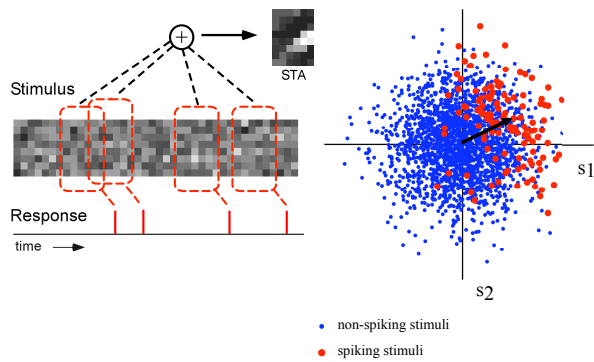 +
STA
Stimulus
Response
time
s1
s2
non-spiking stimuli
spiking stimuli